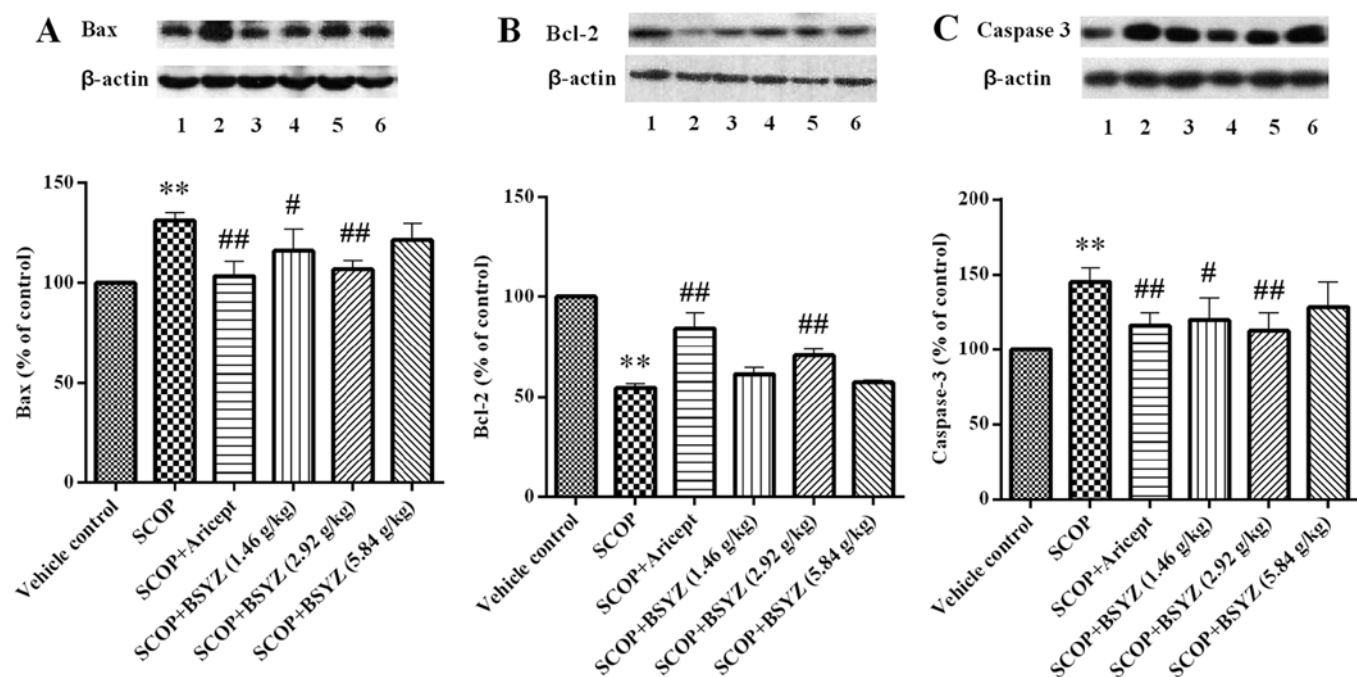 A
Bax
β-actin
1 2 3 4 5 6
Bax (% of control)
150
100
50
0
**
##
#
##
Vehicle control
SCOP
SCOP+Aricept
SCOP+BSYZ (1.46 g/kg)
SCOP+BSYZ (2.92 g/kg)
SCOP+BSYZ (5.84 g/kg)
B
Bcl-2
β-actin
1 2 3 4 5 6
Bcl-2 (% of control)
150
100
50
0
**
##
##
Vehicle control
SCOP
SCOP+Aricept
SCOP+BSYZ (1.46 g/kg)
SCOP+BSYZ (2.92 g/kg)
SCOP+BSYZ (5.84 g/kg)
C
Caspase 3
β-actin
1 2 3 4 5 6
Caspase-3 (% of control)
200
150
100
50
0
**
##
#
##
Vehicle control
SCOP
SCOP+Aricept
SCOP+BSYZ (1.46 g/kg)
SCOP+BSYZ (2.92 g/kg)
SCOP+BSYZ (5.84 g/kg)